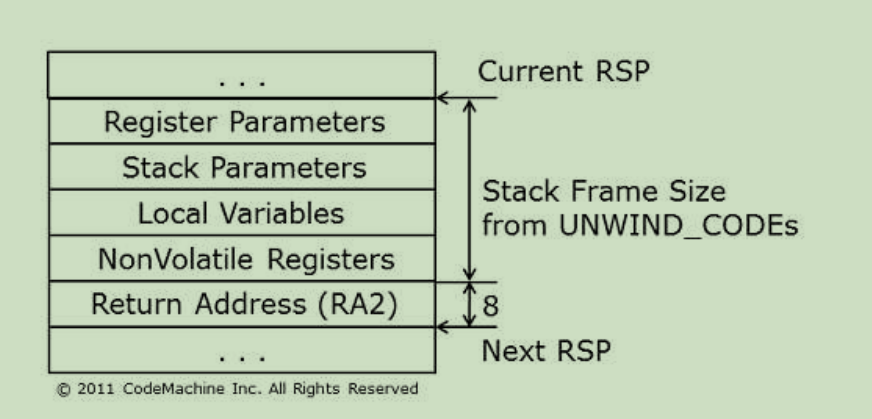 . . .
Current RSP
Register Parameters
Stack Parameters
Local Variables
Stack Frame Size
from UNWIND_CODEs
NonVolatile Registers
Return Address (RA2)
8
. . .
Next RSP
© 2011 CodeMachine Inc. All Rights Reserved